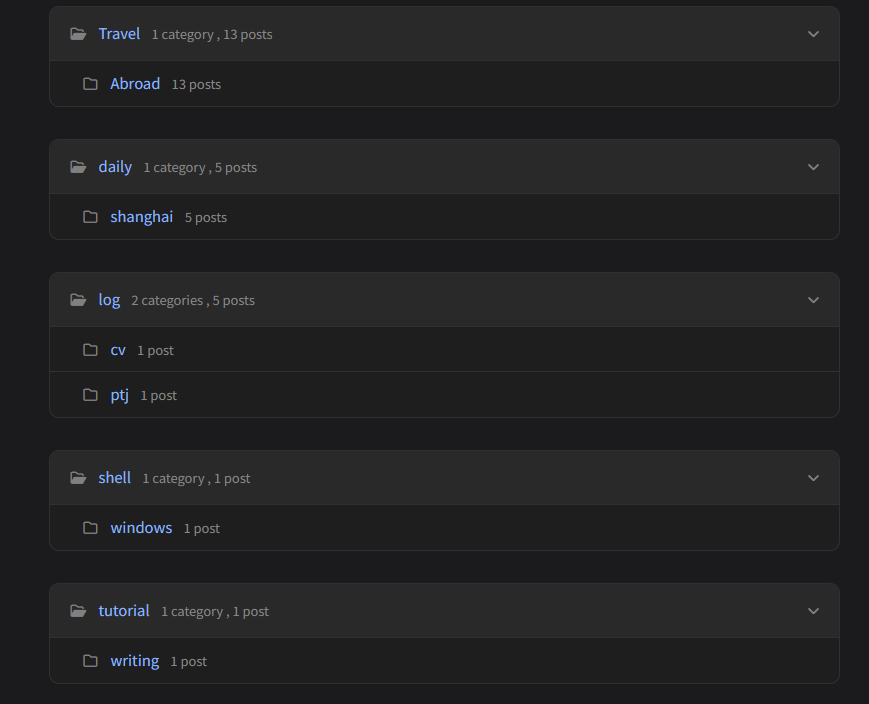 Travel 1 category , 13 posts
Abroad 13 posts
daily 1 category , 5 posts
shanghai 5 posts
log 2 categories , 5 posts
cv 1 post
ptj 1 post
shell 1 category , 1 post
windows 1 post
tutorial 1 category , 1 post
writing 1 post